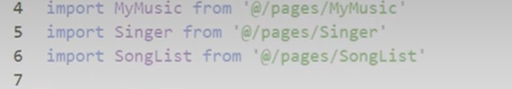 4 import MyMusic from '@/pages/MyMusic'
5 import Singer from '@/pages/Singer'
6 import SongList from '@/pages/SongList'
7